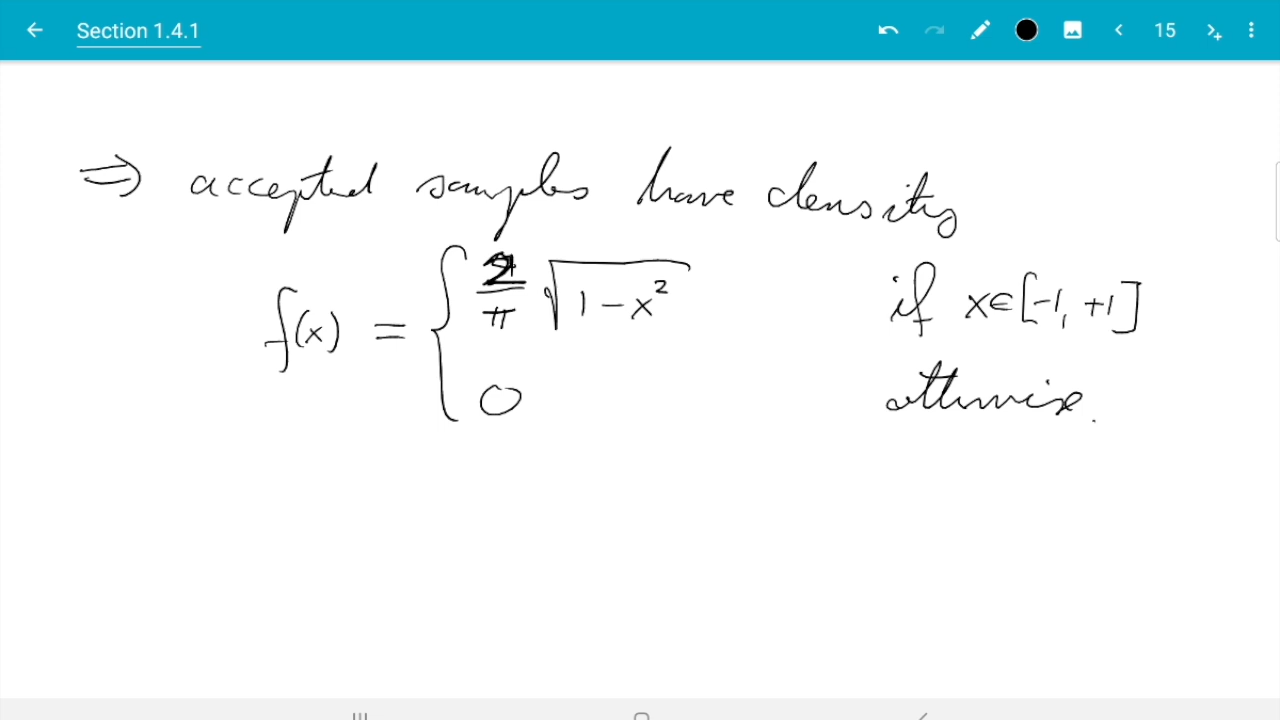 Section 1.4.1
15
⇒ accepted samples have density
f(x) = { 2/π √(1-x²) if x∈[-1, +1]
0 otherwise.